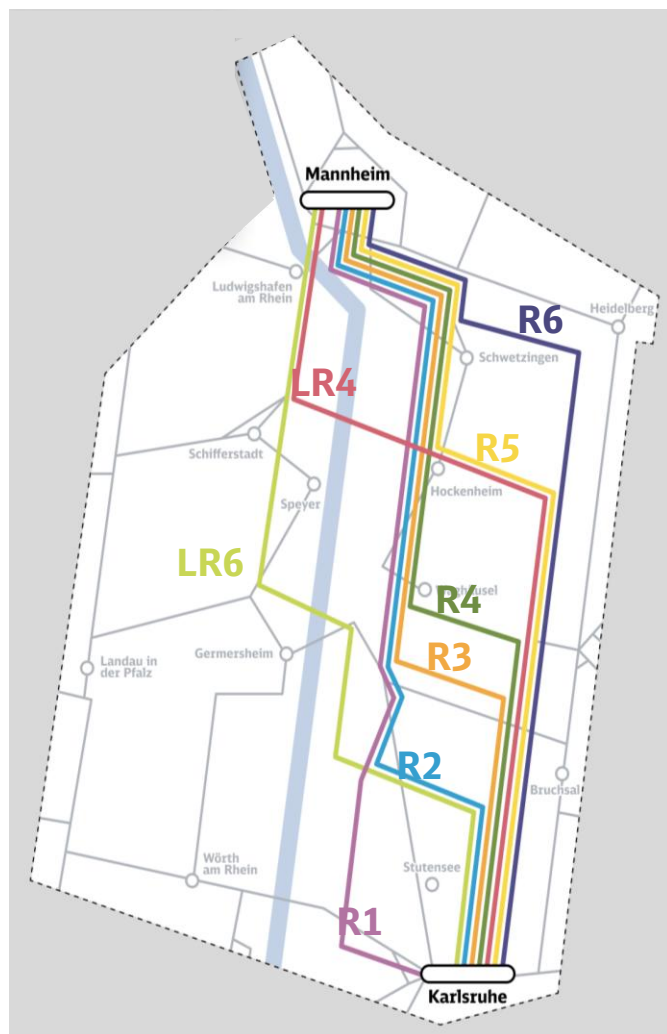 Mannheim
Ludwigshafen
am Rhein
Heidelberg
R6
Schwetzingen
LR4
R5
Schifferstadt
Hockenheim
Speyer
LR6
R4
R3
Germersheim
Landau in
der Pfalz
R2
Bruchsal
Wörth
am Rhein
Stutensee
R1
Karlsruhe